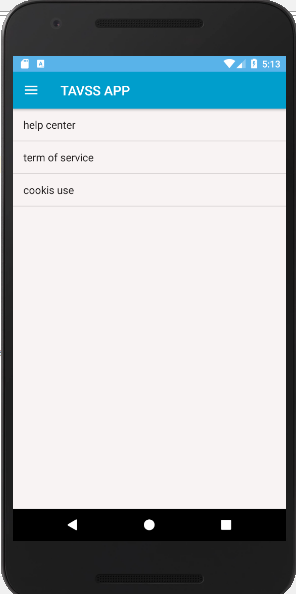 5:13
TAVSS APP
help center
term of service
cookis use